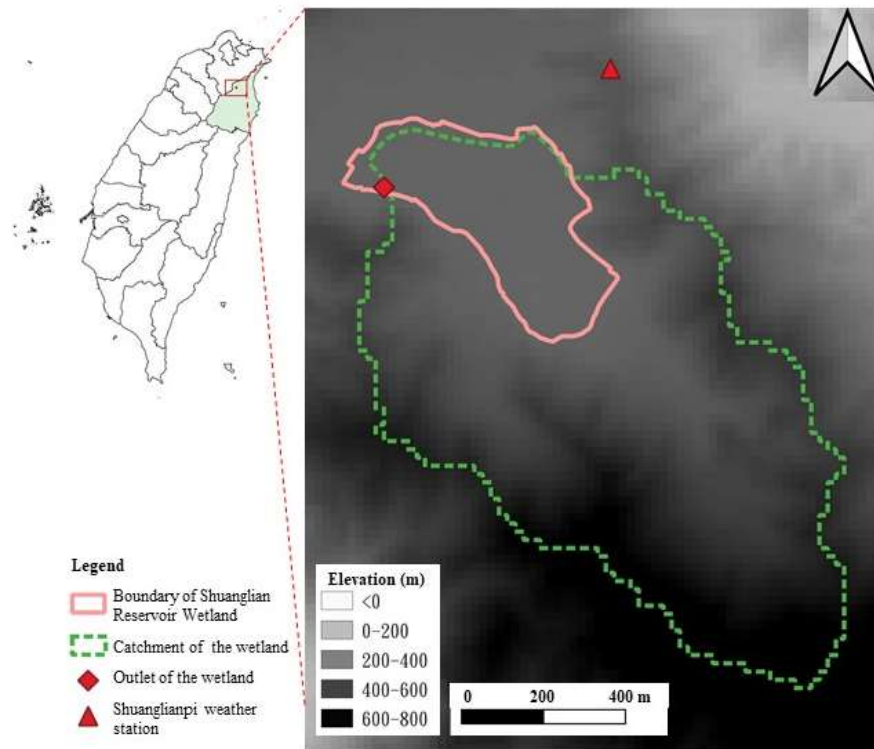 Legend
Boundary of Shuanglian
Reservoir Wetland
Catchment of the wetland
Outlet of the wetland
Shuanglianpi weather
station
Elevation (m)
<0
0-200
200-400
400-600
600-800
0 200 400 m